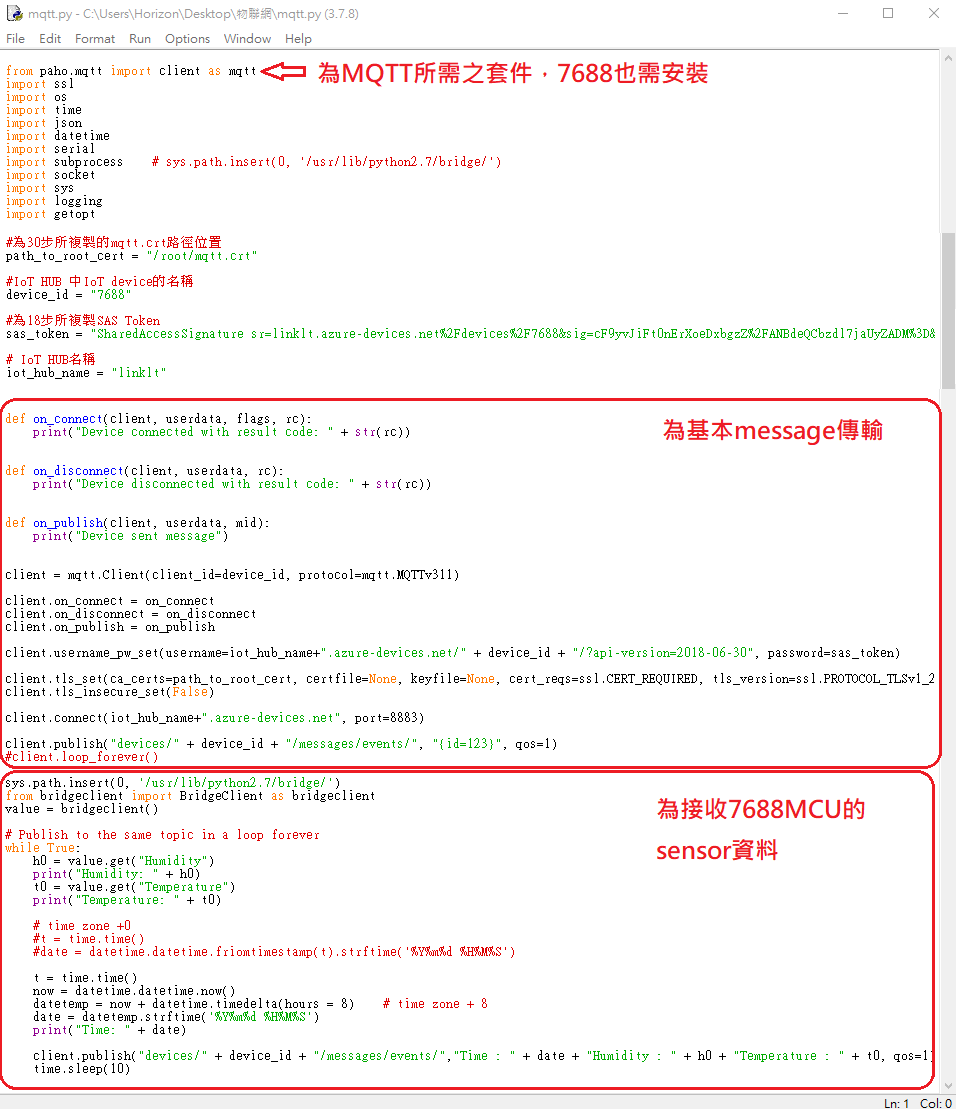 mqtt.py - C:\Users\Horizon\Desktop\物聯網\mqtt.py (3.7.8)
File Edit Format Run Options Window Help
from paho.mqtt import client as mqtt 為MQTT所需之套件，7688也需安裝
import ssl
import os
import time
import json
import datetime
import serial
import subprocess # sys.path.insert(0, '/usr/lib/python2.7/bridge/')
import socket
import sys
import logging
import getopt
#為30步所複製的mqtt.crt路徑位置
path_to_root_cert = "/root/mqtt.crt"
#IoT HUB 中IoT device的名稱
device_id = "7688"
#為18步所複製SAS Token
sas_token = "SharedAccessSignature sr=linklt.azure-devices.net%2Fdevices%2F7688&sig=cF9yvJiFt0nErXoeDxbgzZ%2FANBdeQCbzdl7jaUyZADM%3D&
# IoT HUB名稱
iot_hub_name = "linklt"
def on_connect(client, userdata, flags, rc):
為基本message傳輸
print("Device connected with result code: " + str(rc))
def on_disconnect(client, userdata, rc):
print("Device disconnected with result code: " + str(rc))
def on_publish(client, userdata, mid):
print("Device sent message")
client = mqtt.Client(client_id=device_id, protocol=mqtt.MQTTv311)
client.on_connect = on_connect
client.on_disconnect = on_disconnect
client.on_publish = on_publish
client.username_pw_set(username=iot_hub_name+".azure-devices.net/" + device_id + "/?api-version=2018-06-30", password=sas_token)
client.tls_set(ca_certs=path_to_root_cert, certfile=None, keyfile=None, cert_reqs=ssl.CERT_REQUIRED, tls_version=ssl.PROTOCOL_TLSv1_2
client.tls_insecure_set(False)
client.connect(iot_hub_name+".azure-devices.net", port=8883)
client.publish("devices/" + device_id + "/messages/events/", "{id=123}", qos=1)
#client.loop_forever()
sys.path.insert(0, '/usr/lib/python2.7/bridge/')
from bridgeclient import BridgeClient as bridgeclient
value = bridgeclient()
為接收7688MCU的
sensor資料
# Publish to the same topic in a loop forever
while True:
h0 = value.get("Humidity")
print("Humidity: " + h0)
t0 = value.get("Temperature")
print("Temperature: " + t0)
# time zone +0
#t = time.time()
#date = datetime.datetime.friomtimestamp(t).strftime('%Y%m%d %H%M%S')
t = time.time()
now = datetime.datetime.now()
datetemp = now + datetime.timedelta(hours = 8) # time zone + 8
date = datetemp.strftime('%Y%m%d %H%M%S')
print("Time: " + date)
client.publish("devices/" + device_id + "/messages/events/","Time : " + date + "Humidity : " + h0 + "Temperature : " + t0, qos=1)
time.sleep(10)
Ln: 1 Col: 0